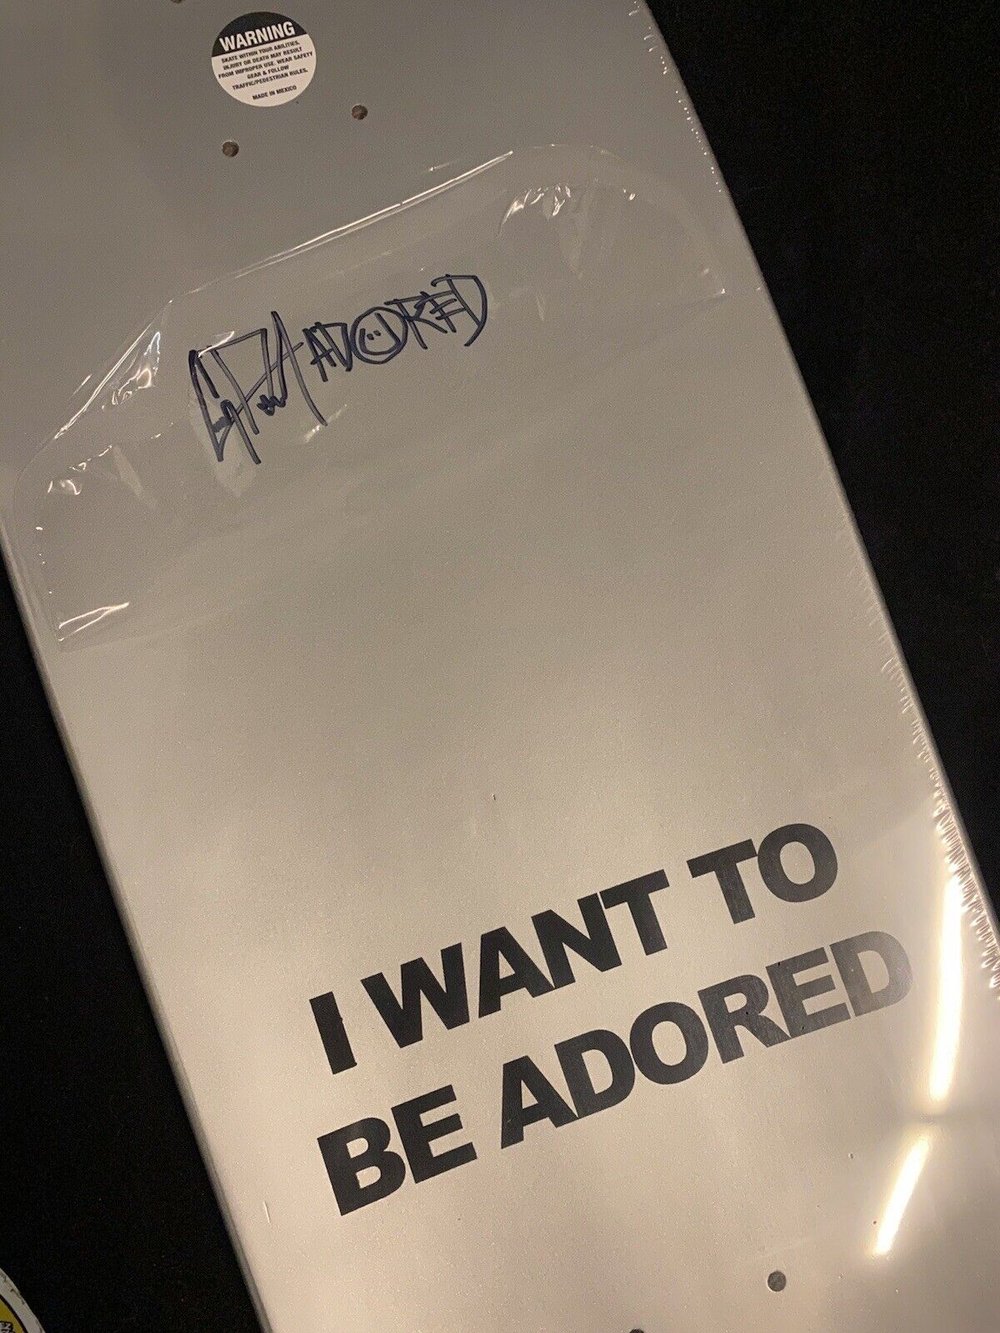 WARNING
SKATE WITHIN YOUR ABILITIES.
INJURY OR DEATH MAY RESULT
FROM IMPROPER USE. WEAR SAFETY
GEAR & FOLLOW
TRAFFIC/PEDESTRIAN RULES.
MADE IN MEXICO
ADORED
I WANT TO
BE ADORED